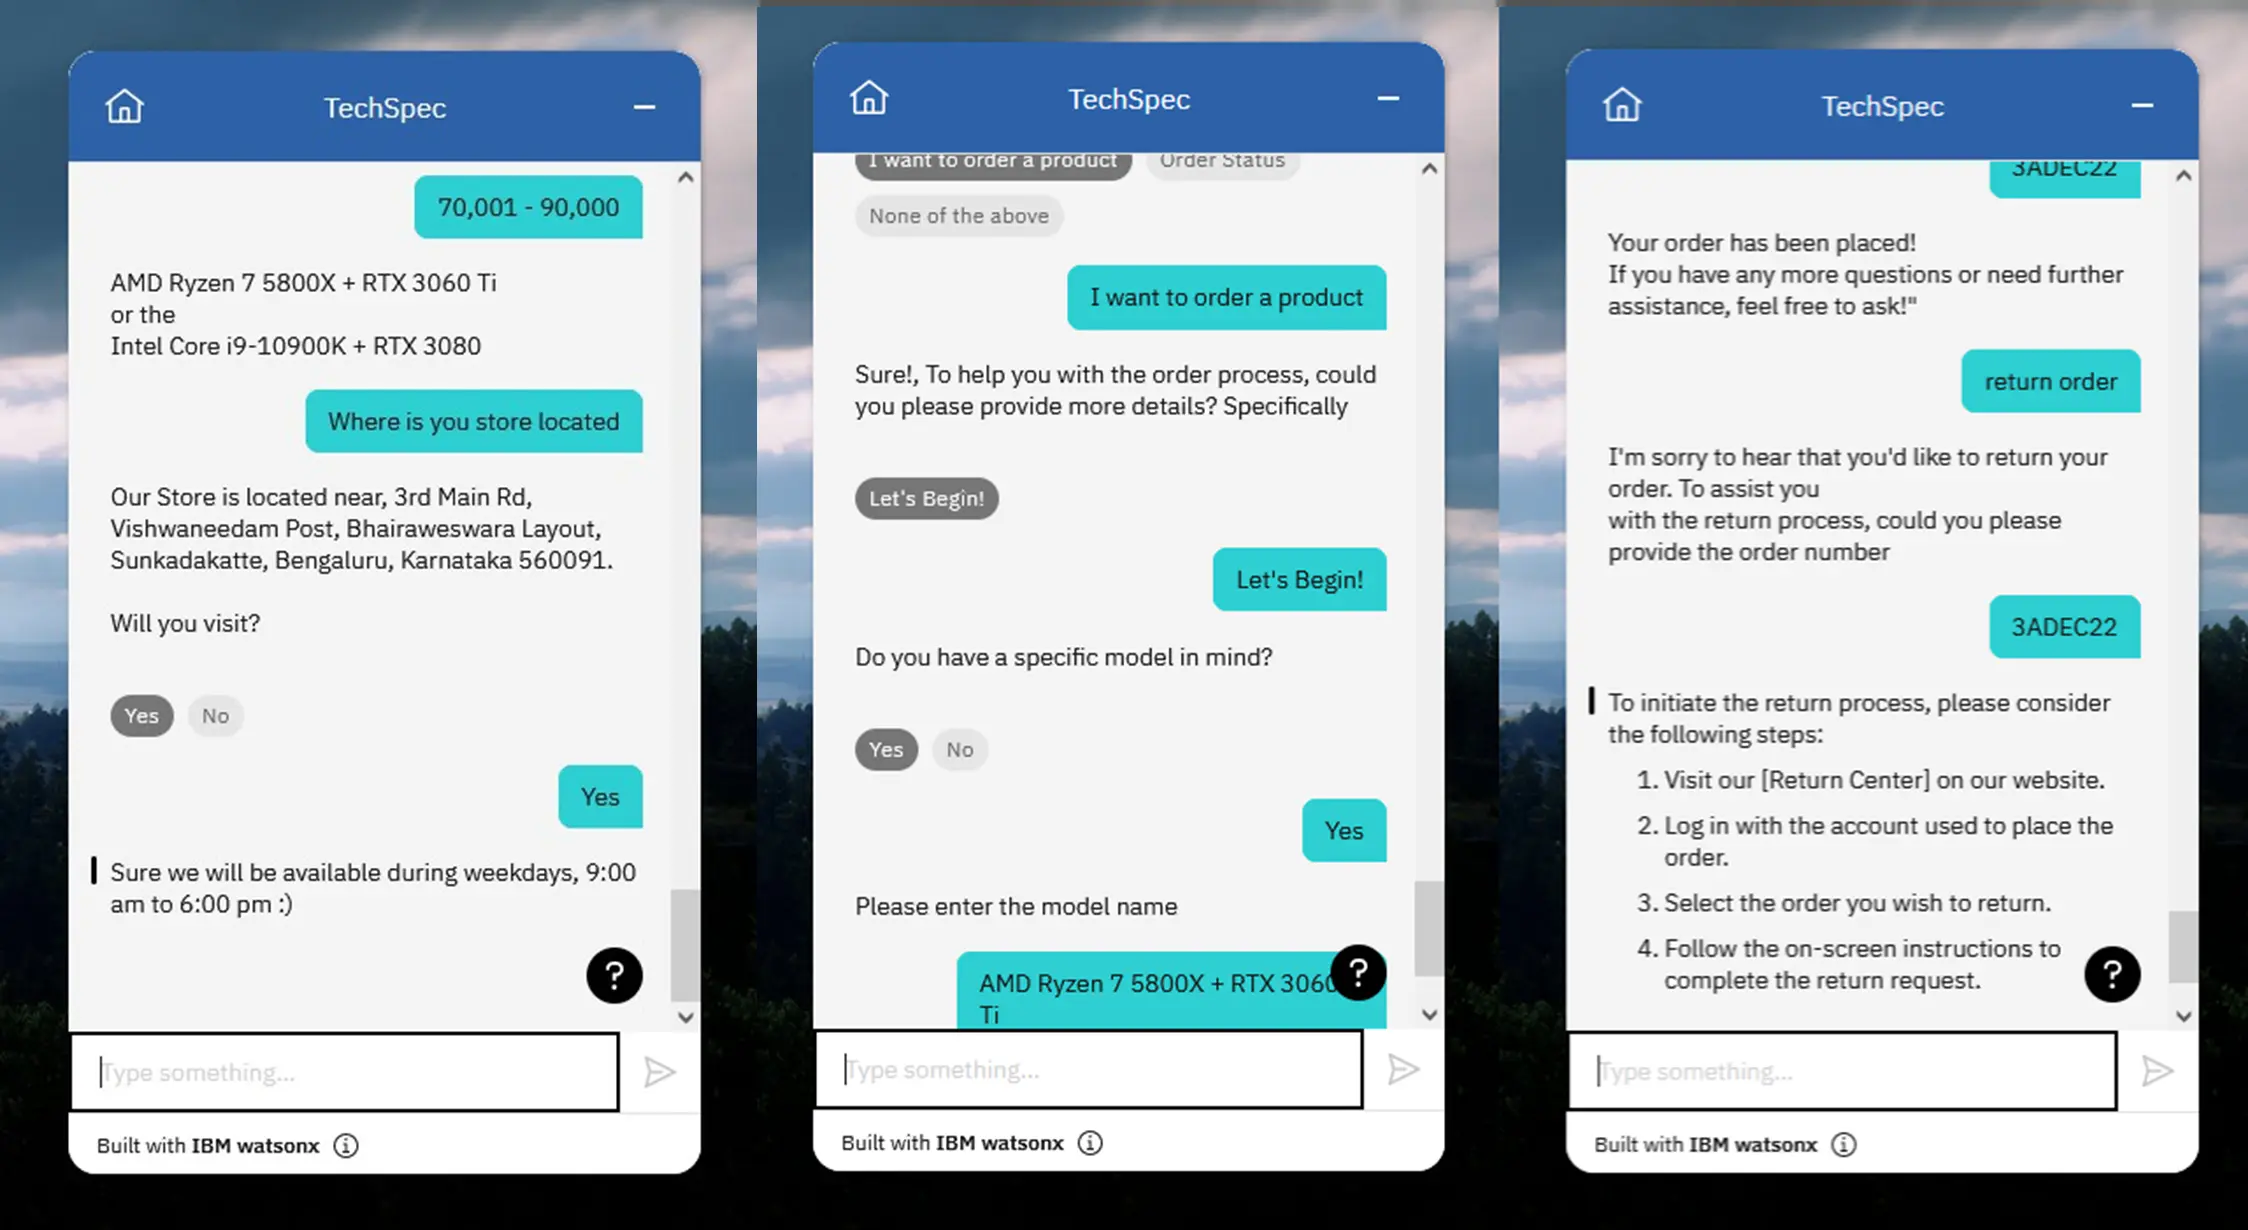 TechSpec
70,001 - 90,000
AMD Ryzen 7 5800X + RTX 3060 Ti
or the
Intel Core i9-10900K + RTX 3080
Where is you store located
Our Store is located near, 3rd Main Rd,
Vishwaneedam Post, Bhairaweswara Layout,
Sunkadakatte, Bengaluru, Karnataka 560091.
Will you visit?
Yes
No
Yes
Sure we will be available during weekdays, 9:00
am to 6:00 pm :)
?
Type something...
Built with IBM watsonx
TechSpec
I want to order a product
Order Status
None of the above
I want to order a product
Sure!, To help you with the order process, could
you please provide more details? Specifically
Let's Begin!
Let's Begin!
Do you have a specific model in mind?
Yes
No
Yes
Please enter the model name
AMD Ryzen 7 5800X + RTX 3060
Ti
?
Type something...
Built with IBM watsonx
TechSpec
3ADEC22
Your order has been placed!
If you have any more questions or need further
assistance, feel free to ask!"
return order
I'm sorry to hear that you'd like to return your
order. To assist you
with the return process, could you please
provide the order number
3ADEC22
To initiate the return process, please consider
the following steps:
1. Visit our [Return Center] on our website.
2. Log in with the account used to place the
order.
3. Select the order you wish to return.
4. Follow the on-screen instructions to
complete the return request.
?
Type something...
Built with IBM watsonx